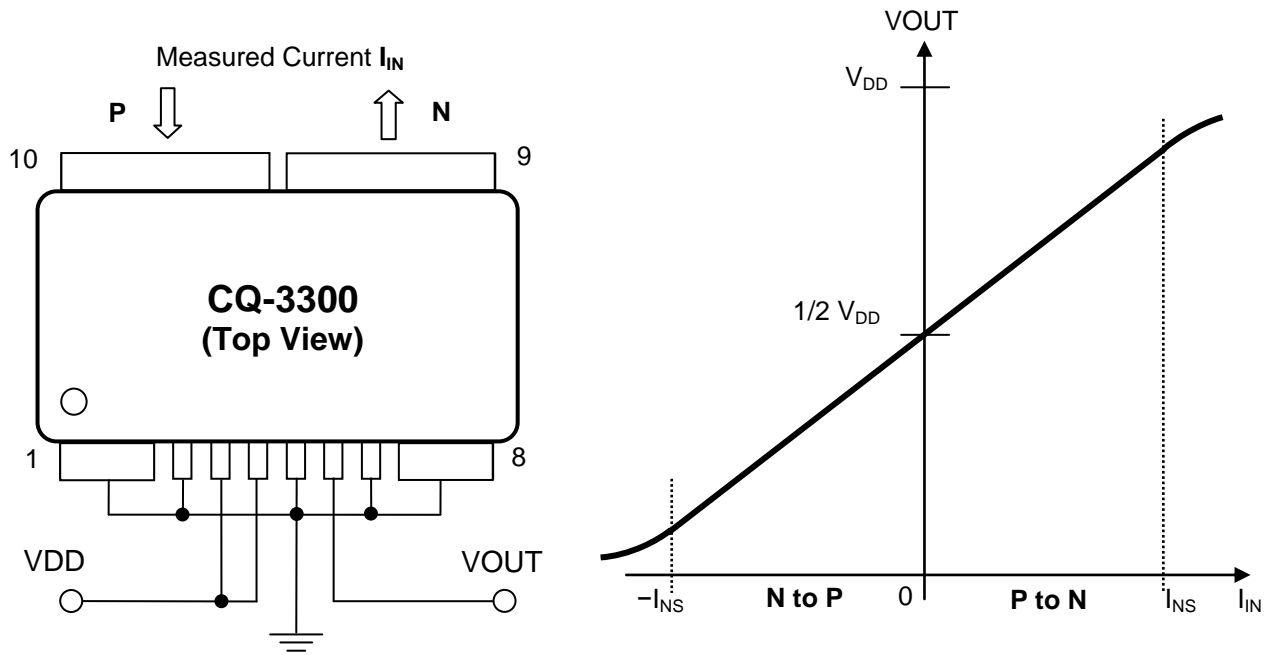 Measured Current I_IN
P
N
10
9
CQ-3300
(Top View)
1
8
VDD
VOUT
VOUT
V_DD
1/2 V_DD
−I_NS
N to P
0
P to N
I_NS
I_IN